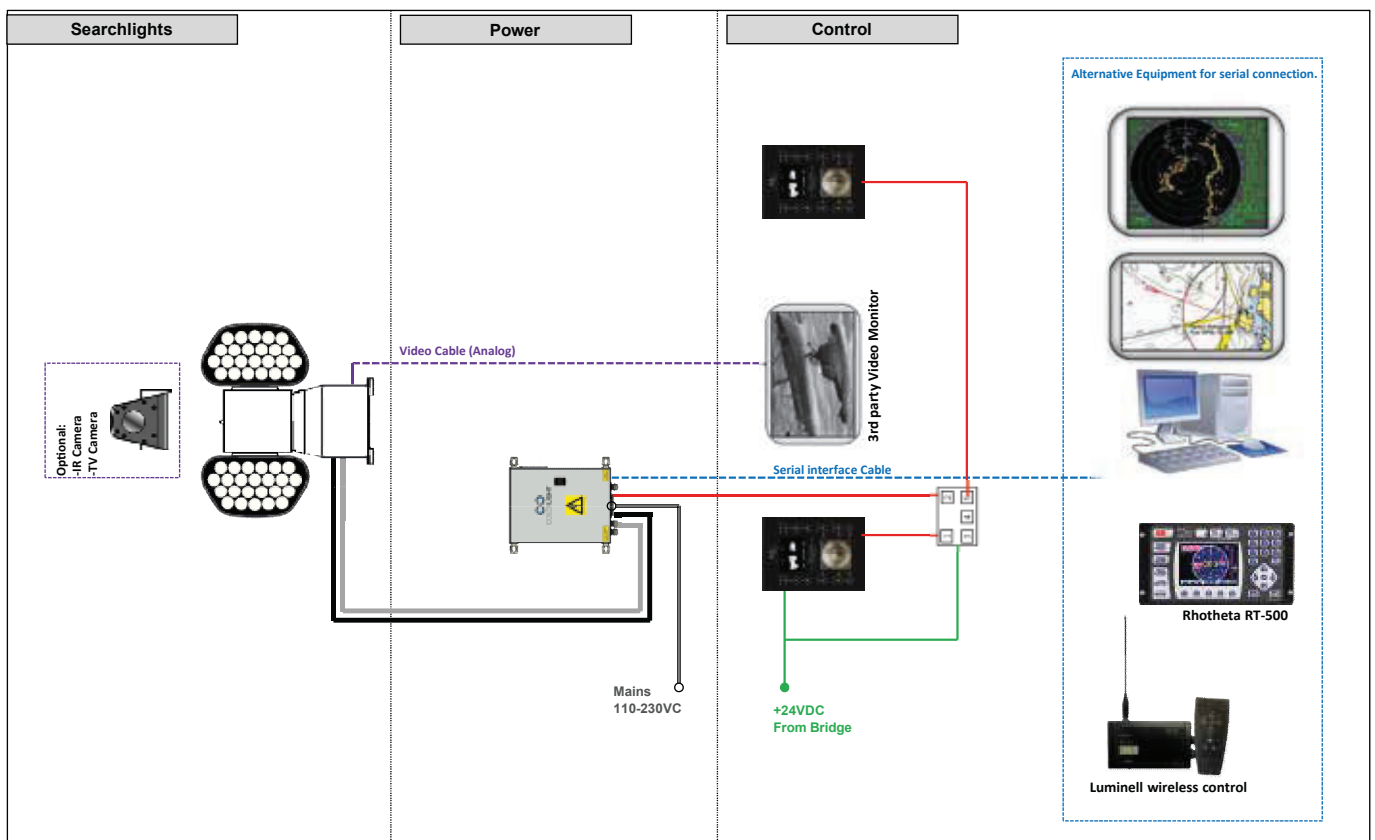 Searchlights
Power
Control
Alternative Equipment for serial connection.
Video Cable (Analog)
3rd party Video Monitor
Optional:
-IR Camera
-TV Camera
Serial interface Cable
Rhotheta RT-500
Mains
110-230VC
+24VDC
From Bridge
Luminell wireless control